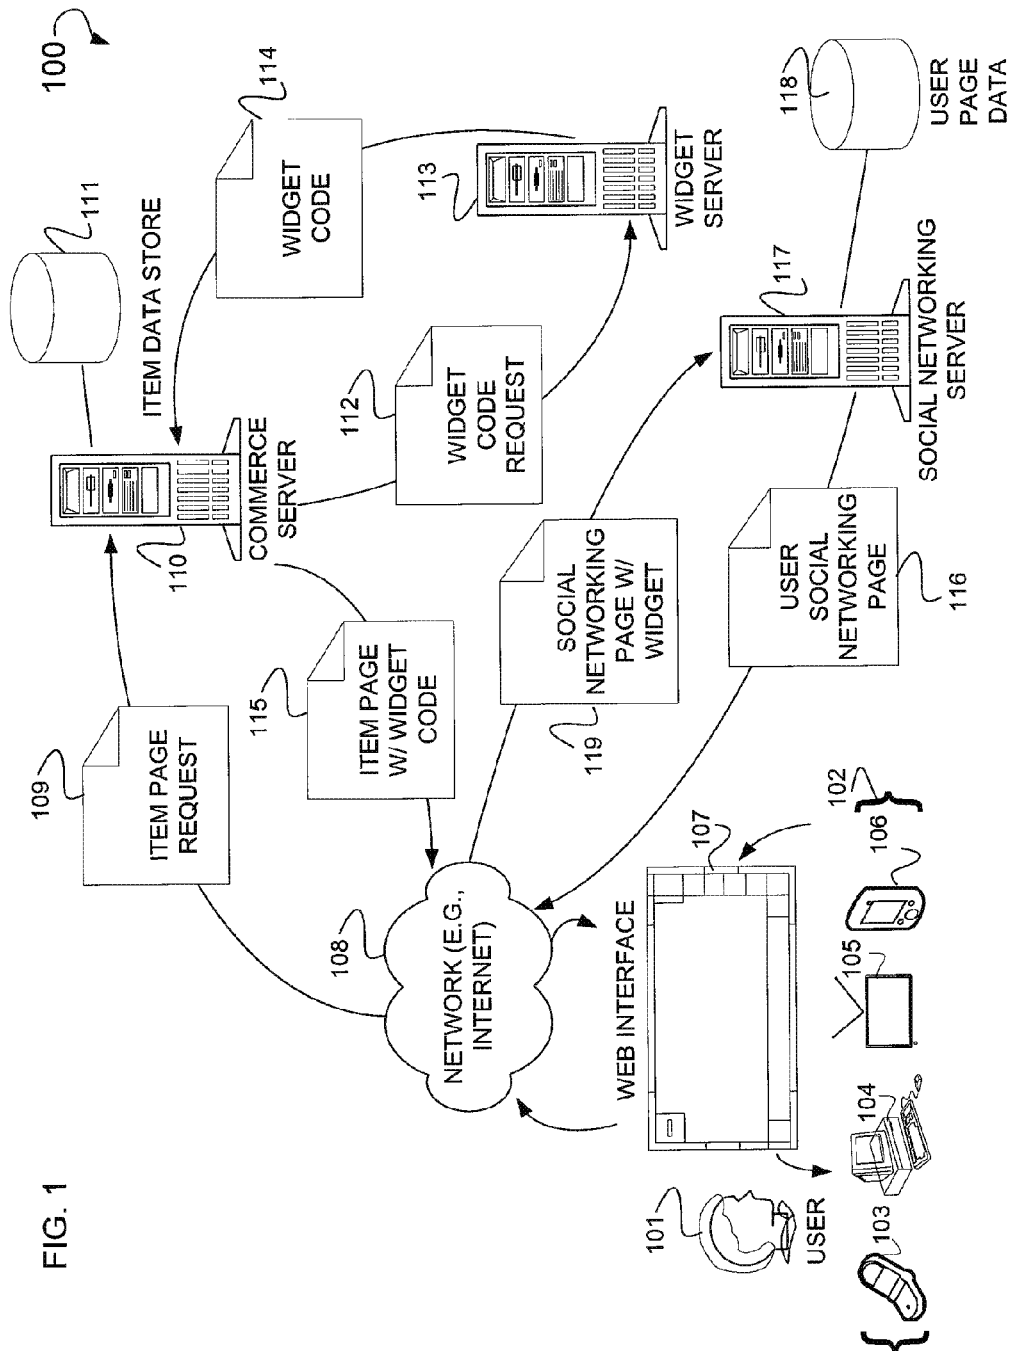 FIG. 1
100
111
ITEM DATA STORE
114
WIDGET
CODE
109
ITEM PAGE
REQUEST
110
COMMERCE
SERVER
112
WIDGET
CODE
REQUEST
113
WIDGET
SERVER
115
ITEM PAGE
W/ WIDGET
CODE
108
NETWORK (E.G.,
INTERNET)
SOCIAL
NETWORKING
PAGE W/
WIDGET
119
117
SOCIAL NETWORKING
SERVER
118
USER
PAGE
DATA
USER
SOCIAL
NETWORKING
PAGE
116
WEB INTERFACE
107
101
USER
102
103
104
105
106